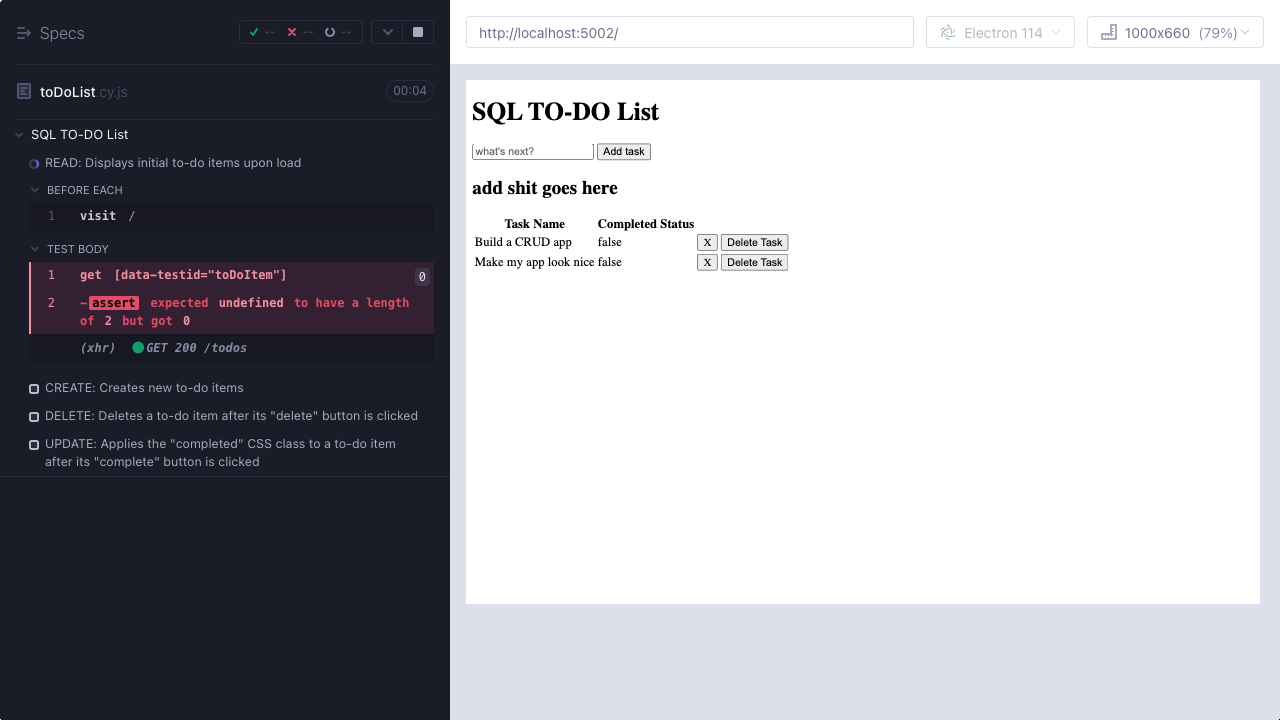 Specs
-- -- --
toDoList.cy.js
00:04
SQL TO-DO List
READ: Displays initial to-do items upon load
BEFORE EACH
1 visit /
TEST BODY
1 get [data-testid="toDoItem"] 0
2 -assert expected undefined to have a length
of 2 but got 0
(xhr) GET 200 /todos
CREATE: Creates new to-do items
DELETE: Deletes a to-do item after its "delete" button is clicked
UPDATE: Applies the "completed" CSS class to a to-do item
after its "complete" button is clicked
http://localhost:5002/
Electron 114
1000x660 (79%)
SQL TO-DO List
what's next? Add task
add shit goes here
Task Name Completed Status
Build a CRUD app false X Delete Task
Make my app look nice false X Delete Task